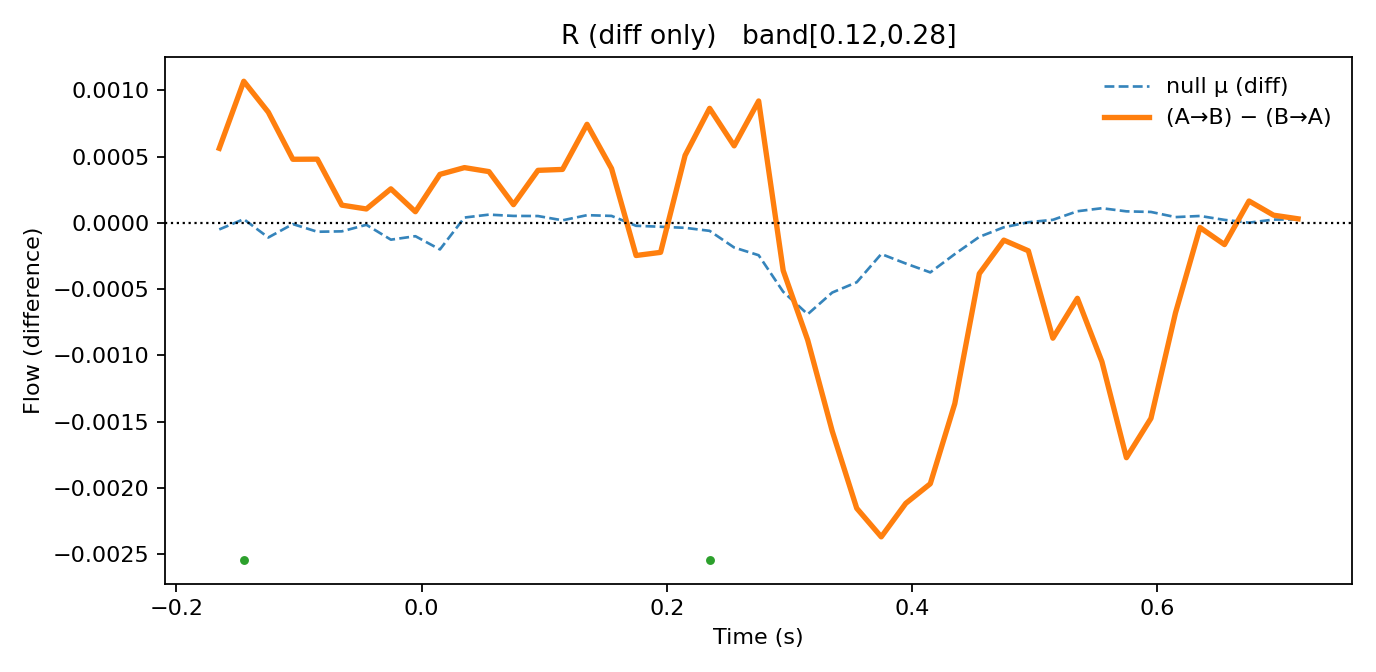 R (diff only)   band[0.12,0.28]
null μ (diff)
(A→B) − (B→A)
Flow (difference)
0.0010
0.0005
0.0000
−0.0005
−0.0010
−0.0015
−0.0020
−0.0025
−0.2
0.0
0.2
0.4
0.6
Time (s)